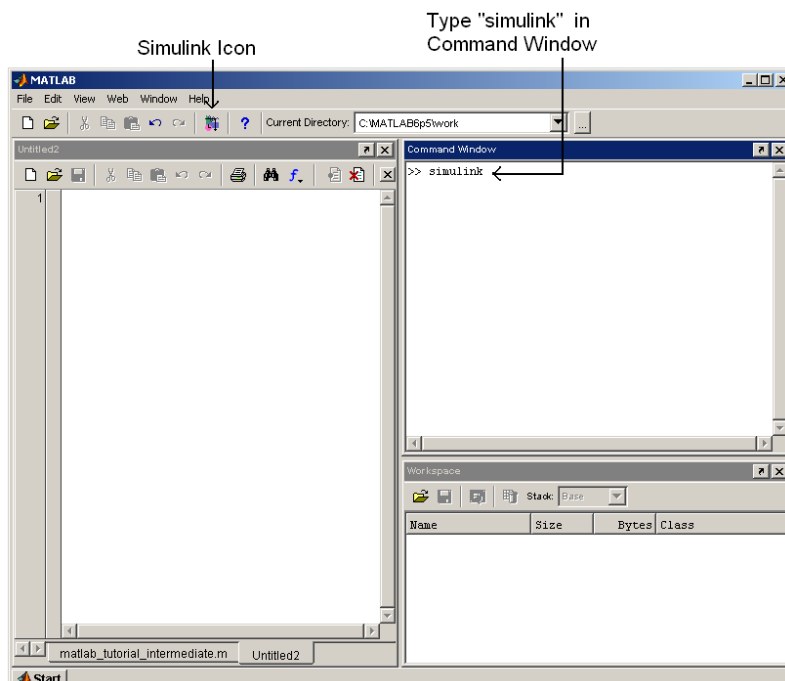 Type "simulink" in
Command Window
Simulink Icon
MATLAB
File Edit View Web Window Help
? Current Directory: C:\MATLAB6p5\work ...
Untitled2
Command Window
>> simulink
1
Workspace
Stack: Base
Name Size Bytes Class
matlab_tutorial_intermediate.m Untitled2
Start